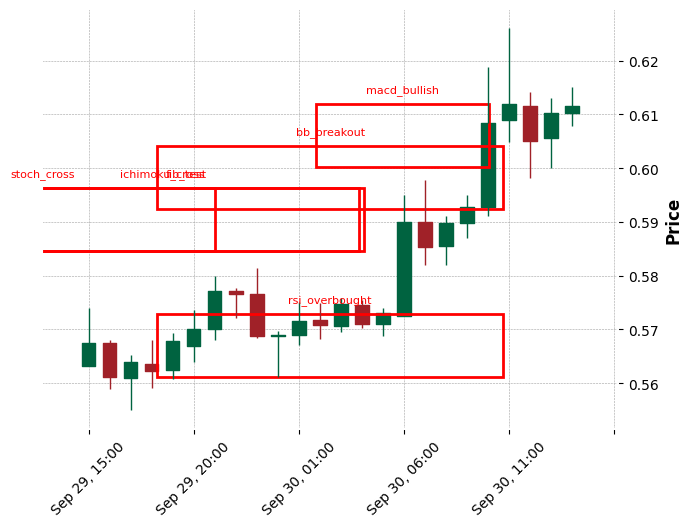 macd_bullish
bb_breakout
stoch_cross
rsi_overbought
0.62
0.61
0.60
0.59
0.58
0.57
0.56
Price
Sep 29, 15:00
Sep 29, 20:00
Sep 30, 01:00
Sep 30, 06:00
Sep 30, 11:00